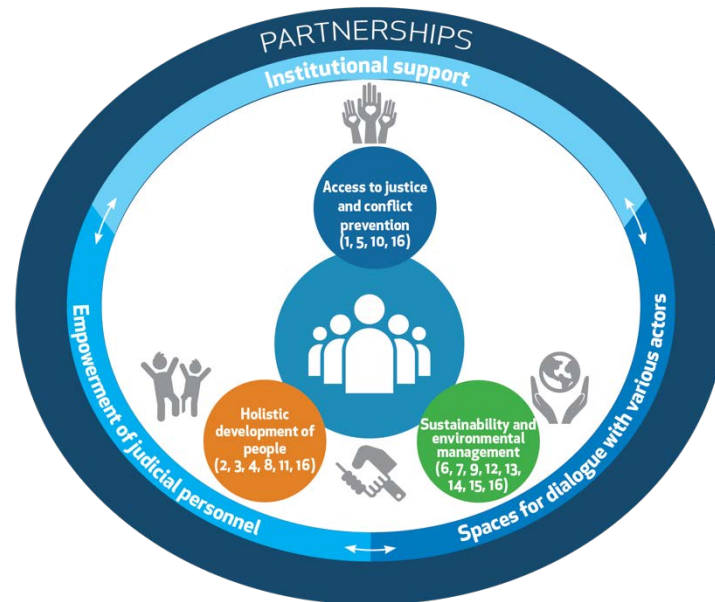 PARTNERSHIPS
Institutional support
Access to justice
and conflict
prevention
(1, 5, 10, 16)
Empowerment of judicial personnel
Spaces for dialogue with various actors
Holistic
development of
people
(2, 3, 4, 8, 11, 16)
Sustainability and
environmental
management
(6, 7, 9, 12, 13,
14, 15, 16)